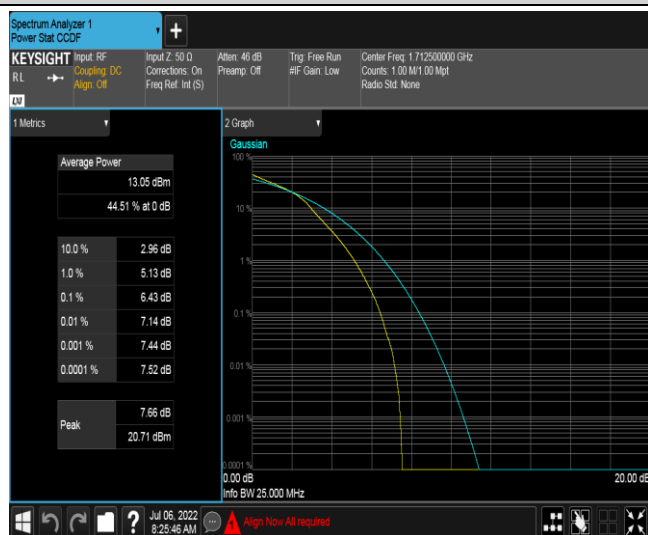 Spectrum Analyzer 1
Power Stat CCDF
+
KEYSIGHT
RL
LXI
Input: RF
Coupling: DC
Align: Off
Input Z: 50 Ω
Corrections: On
Freq Ref: Int (S)
Atten: 46 dB
Preamp: Off
Trig: Free Run
#IF Gain: Low
Center Freq: 1.712500000 GHz
Counts: 1.00 M/1.00 Mpt
Radio Std: None
1 Metrics
Average Power
13.05 dBm
44.51 % at 0 dB
10.0 % 2.96 dB
1.0 % 5.13 dB
0.1 % 6.43 dB
0.01 % 7.14 dB
0.001 % 7.44 dB
0.0001 % 7.52 dB
Peak
7.66 dB
20.71 dBm
2 Graph
Gaussian
100 %
10 %
1 %
0.1 %
0.01 %
0.001 %
0.0001 %
0.00 dB 20.00 dB
Info BW 25.000 MHz
?
Jul 06, 2022
8:25:46 AM
Align Now All required